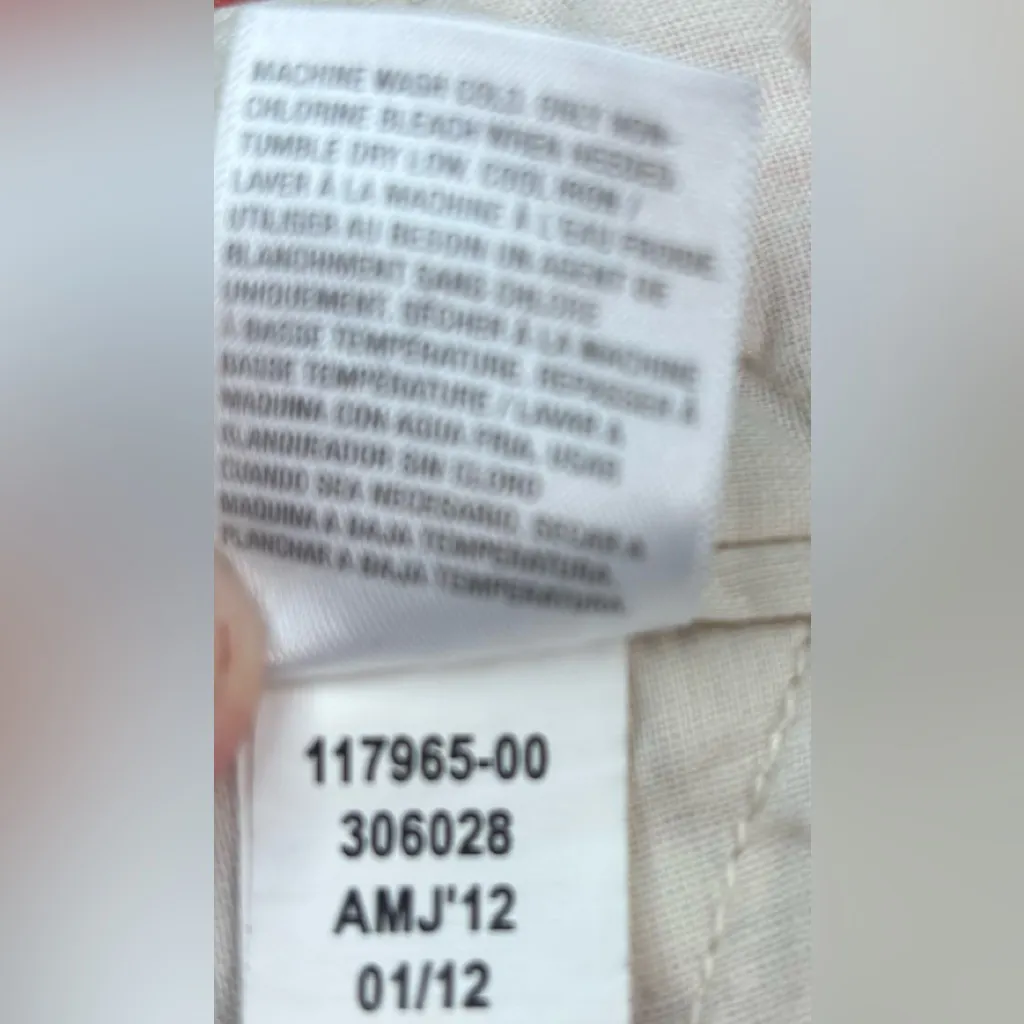 MACHINE WASH COLD. ONLY NON-
CHLORINE BLEACH WHEN NEEDED.
TUMBLE DRY LOW. COOL IRON /
LAVER À LA MACHINE À L'EAU FROIDE.
UTILISER AU BESOIN UN AGENT DE
BLANCHIMENT SANS CHLORE
UNIQUEMENT. SÉCHER À LA MACHINE
À BASSE TEMPÉRATURE. REPASSER À
BASSE TEMPÉRATURE / LAVAR A
MAQUINA CON AGUA FRIA. USAR
BLANQUEADOR SIN CLORO
CUANDO SEA NECESARIO. SECAR A
MAQUINA A BAJA TEMPERATURA.
PLANCHAR A BAJA TEMPERATURA.
117965-00
306028
AMJ'12
01/12